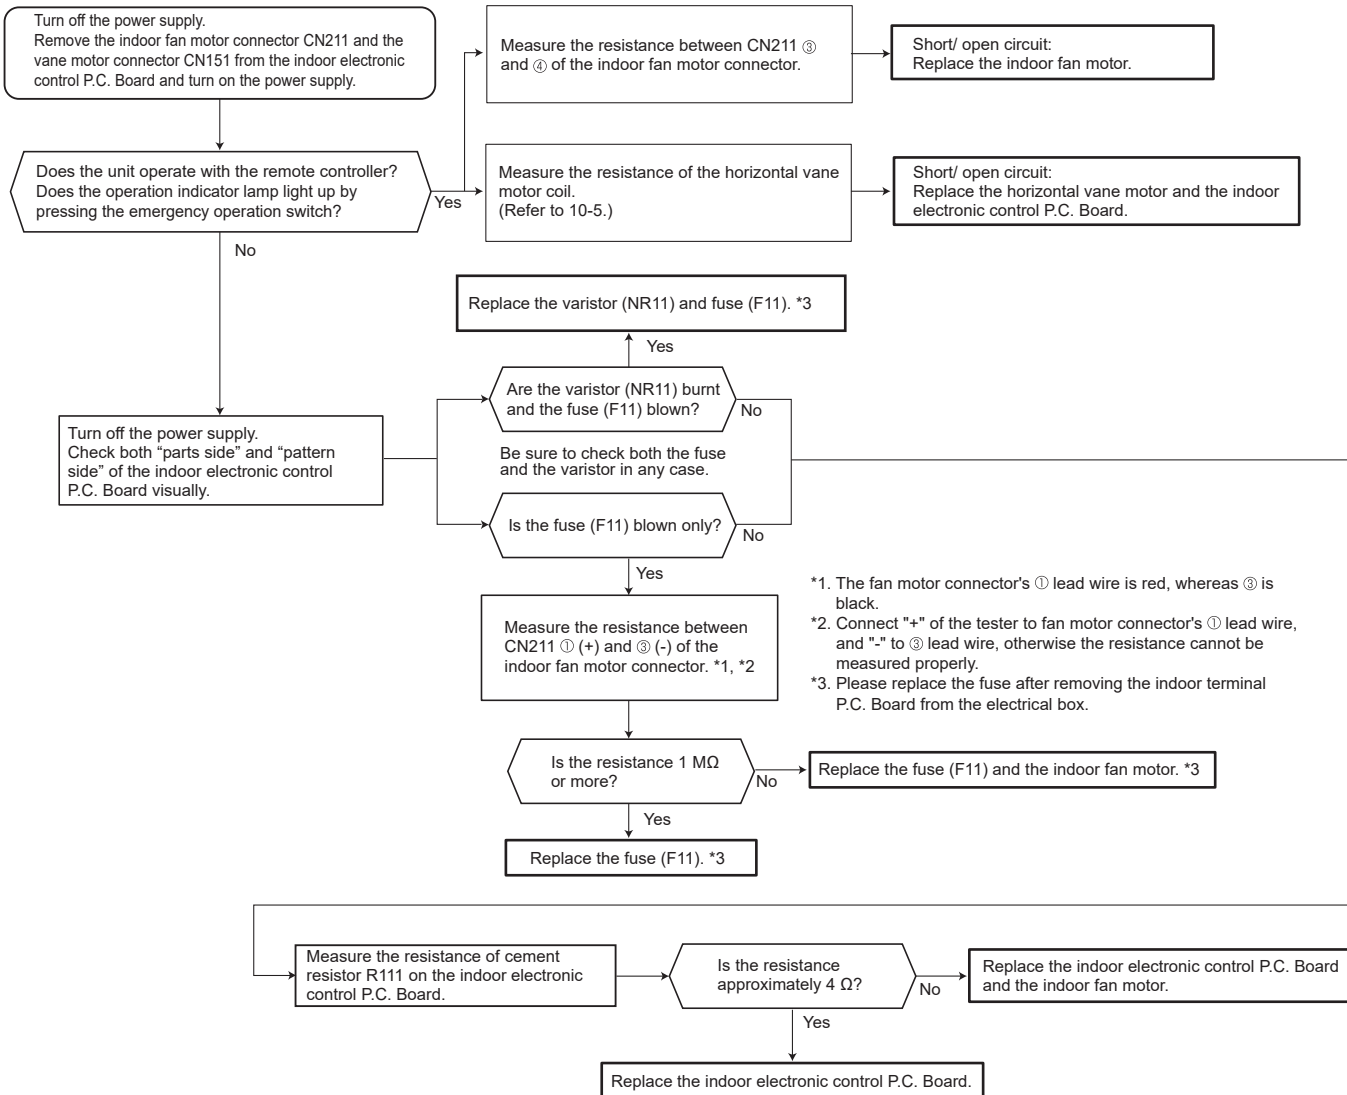 Turn off the power supply.
Remove the indoor fan motor connector CN211 and the
vane motor connector CN151 from the indoor electronic
control P.C. Board and turn on the power supply.
Measure the resistance between CN211 ③
and ④ of the indoor fan motor connector.
Short/ open circuit:
Replace the indoor fan motor.
Does the unit operate with the remote controller?
Does the operation indicator lamp light up by
pressing the emergency operation switch?
Yes
Measure the resistance of the horizontal vane
motor coil.
(Refer to 10-5.)
Short/ open circuit:
Replace the horizontal vane motor and the indoor
electronic control P.C. Board.
No
Replace the varistor (NR11) and fuse (F11). *3
Yes
Are the varistor (NR11) burnt
and the fuse (F11) blown?
No
Turn off the power supply.
Check both “parts side” and “pattern
side” of the indoor electronic control
P.C. Board visually.
Be sure to check both the fuse
and the varistor in any case.
Is the fuse (F11) blown only?
No
Yes
Measure the resistance between
CN211 ① (+) and ③ (-) of the
indoor fan motor connector. *1, *2
*1. The fan motor connector's ① lead wire is red, whereas ③ is
black.
*2. Connect "+" of the tester to fan motor connector's ① lead wire,
and "-" to ③ lead wire, otherwise the resistance cannot be
measured properly.
*3. Please replace the fuse after removing the indoor terminal
P.C. Board from the electrical box.
Is the resistance 1 MΩ
or more?
No
Replace the fuse (F11) and the indoor fan motor. *3
Yes
Replace the fuse (F11). *3
Measure the resistance of cement
resistor R111 on the indoor electronic
control P.C. Board.
Is the resistance
approximately 4 Ω?
No
Replace the indoor electronic control P.C. Board
and the indoor fan motor.
Yes
Replace the indoor electronic control P.C. Board.